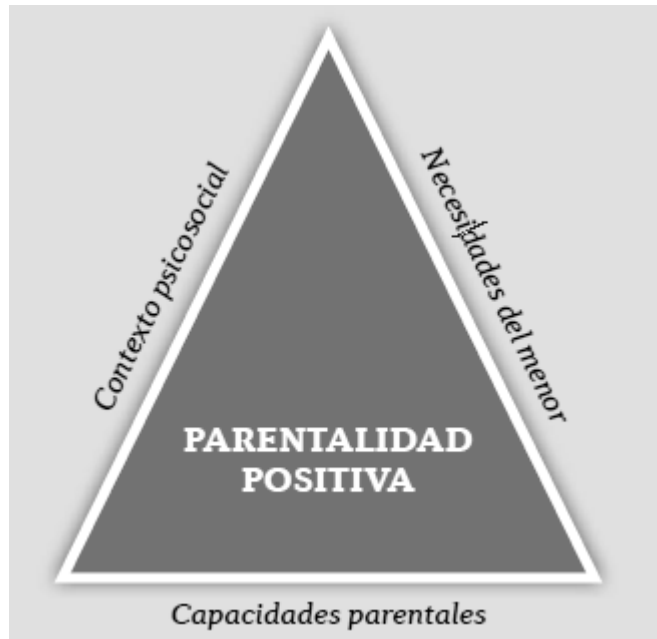 Contexto psicosocial
Necesidades del menor
PARENTALIDAD
POSITIVA
Capacidades parentales